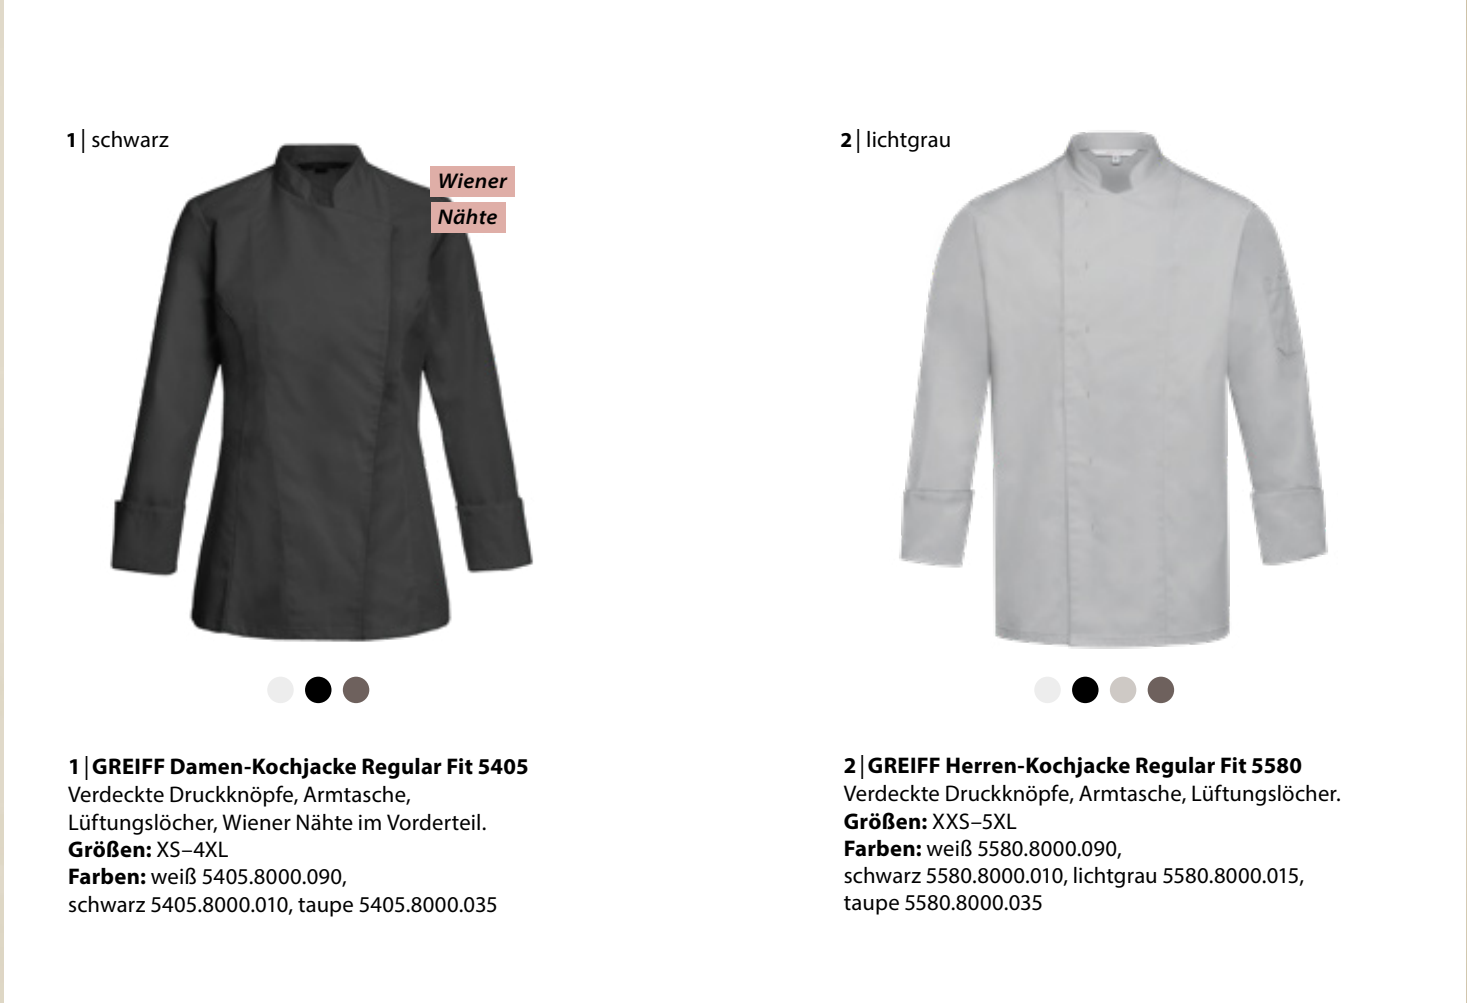 1 | schwarz
Wiener
Nähte
1 | GREIFF Damen-Kochjacke Regular Fit 5405
Verdeckte Druckknöpfe, Armtasche,
Lüftungslöcher, Wiener Nähte im Vorderteil.
Größen: XS–4XL
Farben: weiß 5405.8000.090,
schwarz 5405.8000.010, taupe 5405.8000.035
2 | lichtgrau
2 | GREIFF Herren-Kochjacke Regular Fit 5580
Verdeckte Druckknöpfe, Armtasche, Lüftungslöcher.
Größen: XXS–5XL
Farben: weiß 5580.8000.090,
schwarz 5580.8000.010, lichtgrau 5580.8000.015,
taupe 5580.8000.035